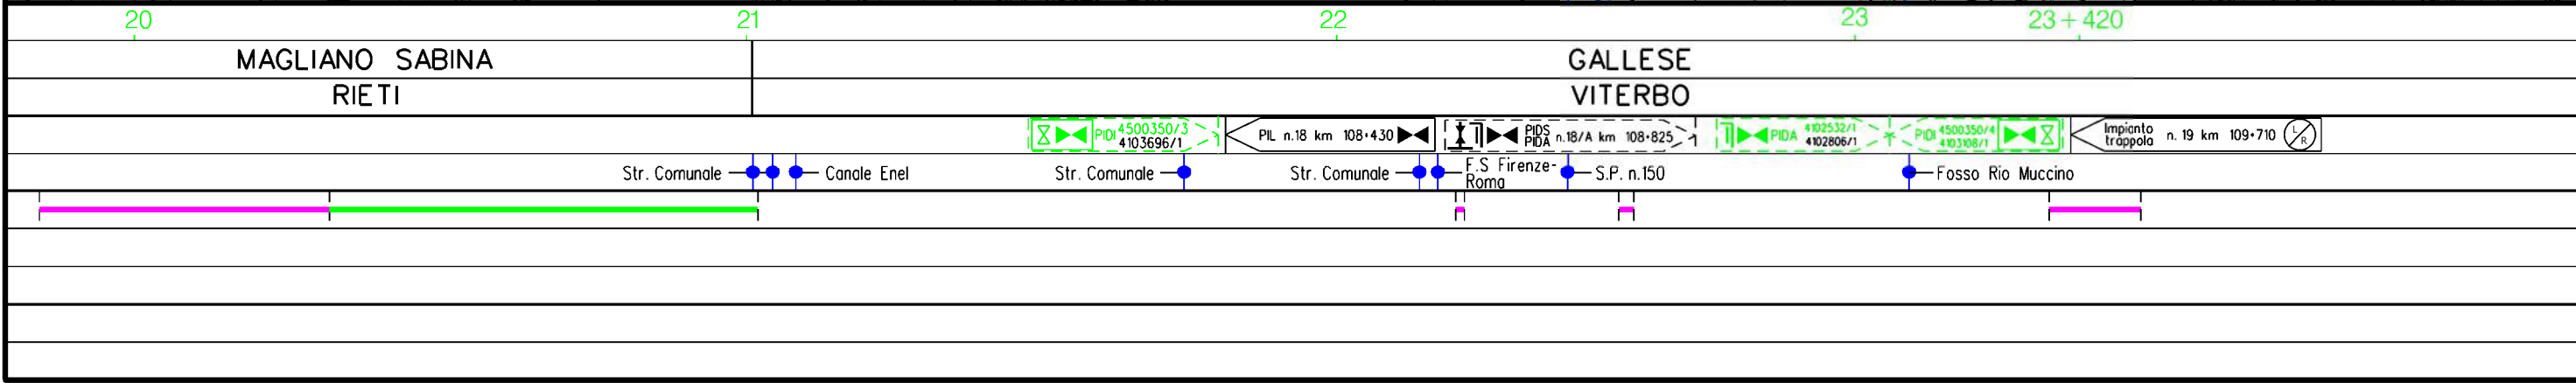 20 21 22 23 23+420
MAGLIANO SABINA GALLESE
RIETI VITERBO
PIDI 4500350/3
4103696/1
PIL n.18 km 108+430
PIDS
PIDA n.18/A km 108+825
PIDA 4102532/1
4102806/1
PIDI 4500350/4
4103108/1
Impianto
trappola n. 19 km 109+710 L/R
Str. Comunale Canale Enel Str. Comunale Str. Comunale F.S Firenze-
Roma S.P. n.150 Fosso Rio Muccino